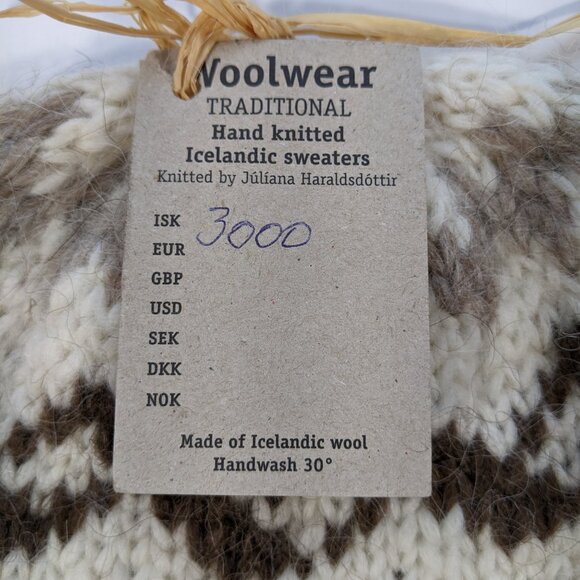 Woolwear
TRADITIONAL
Hand knitted
Icelandic sweaters
Knitted by Júlíana Haraldsdóttir
ISK 3000
EUR
GBP
USD
SEK
DKK
NOK
Made of Icelandic wool
Handwash 30°